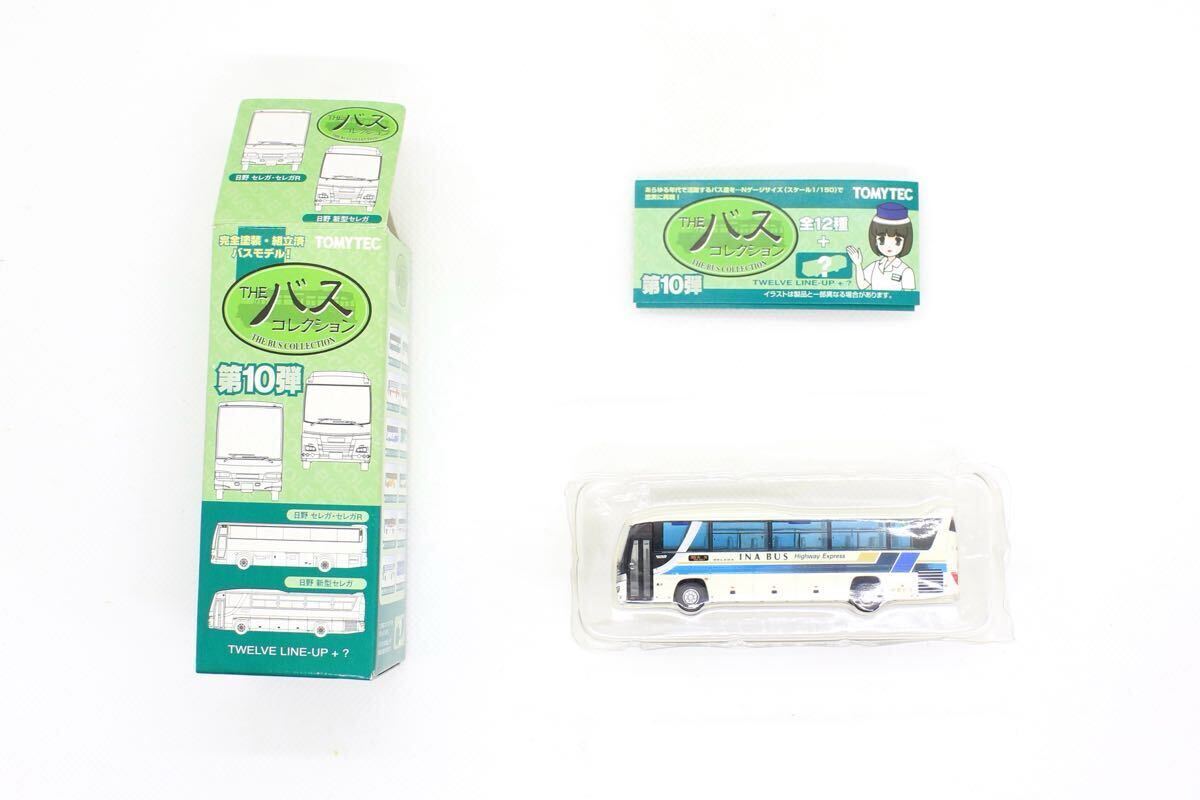 THE バス
コレクション
THE BUS COLLECTION
日野 セレガ・セレガR
日野 新型セレガ
完全塗装・組立済
バスモデル!
TOMYTEC
THE バス
コレクション
THE BUS COLLECTION
第10弾
日野 セレガ・セレガR
日野 新型セレガ
TWELVE LINE-UP + ?
あらゆる年代で活躍するバス達を…Nゲージサイズ(スケール1/150)で
忠実に再現!
TOMYTEC
THE バス
コレクション
THE BUS COLLECTION
全12種
+
?
第10弾
TWELVE LINE-UP + ?
イラストは製品と一部異なる場合があります。
INA BUS Highway Express